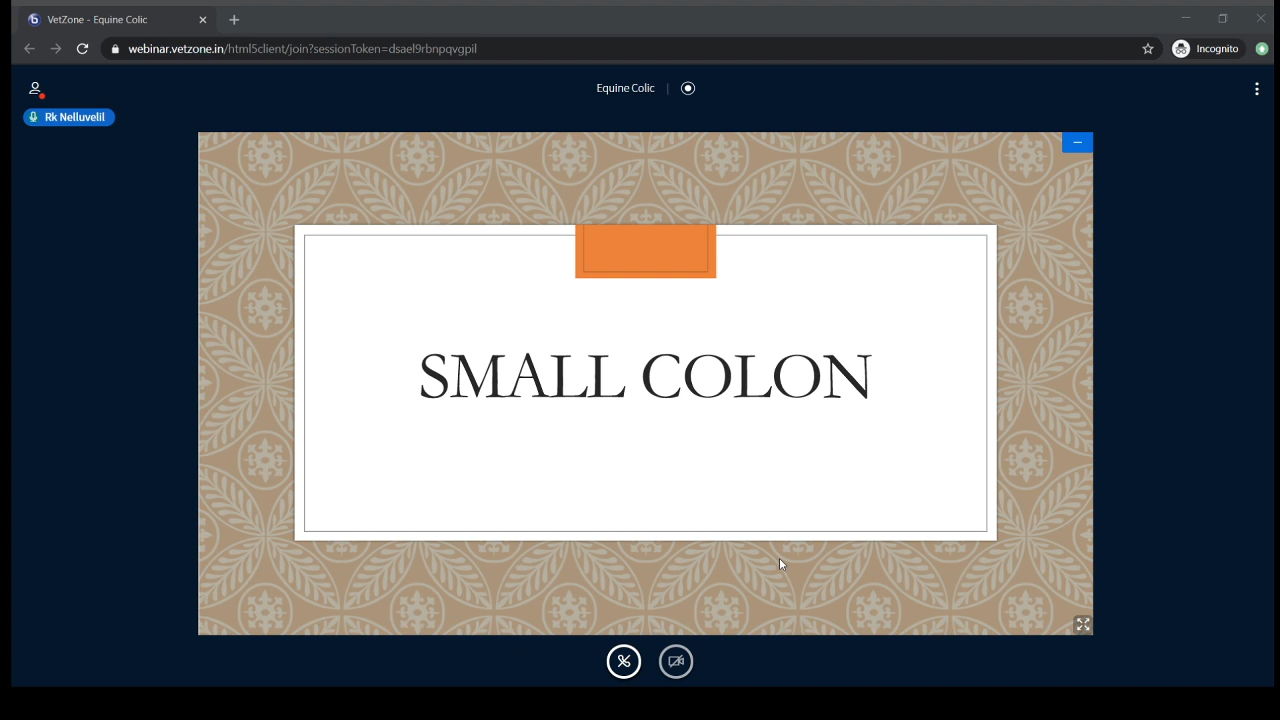 VetZone - Equine Colic
webinar.vetzone.in/html5client/join?sessionToken=dsael9rbnpqvgpil
Incognito
Equine Colic
Rk Nelluvelil
SMALL COLON